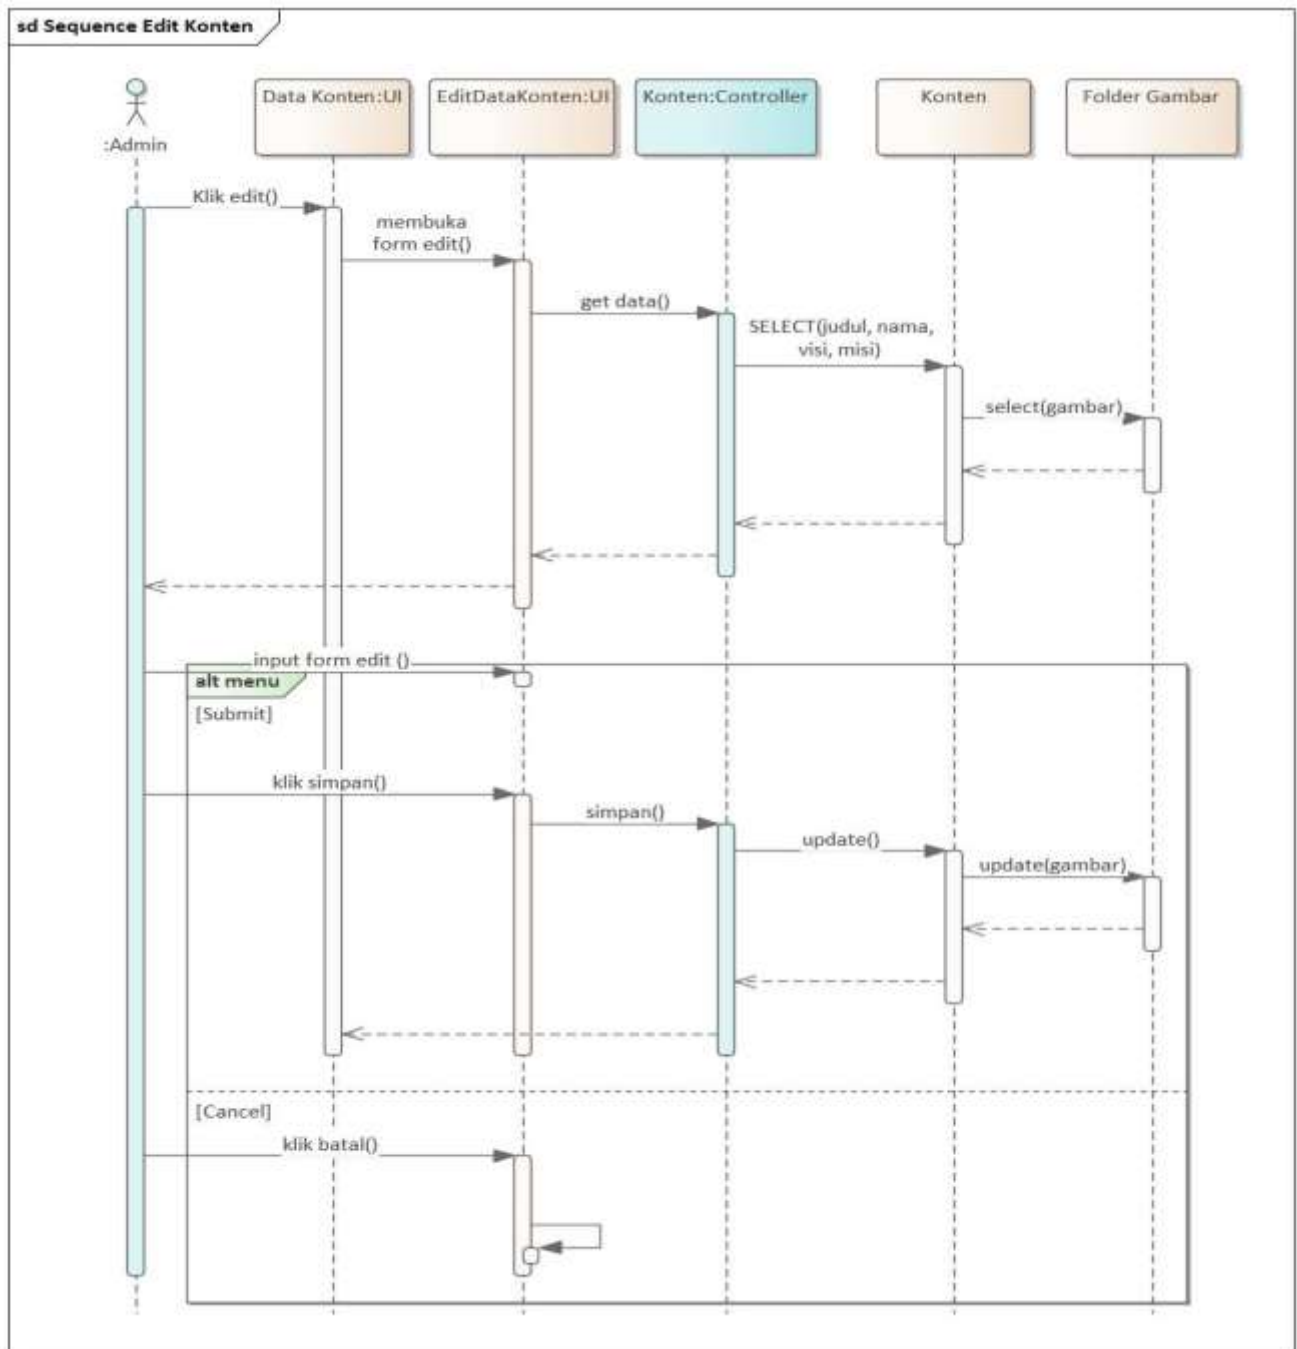 sd Sequence Edit Konten
:Admin
Data Konten:UI
EditDataKonten:UI
Konten:Controller
Konten
Folder Gambar
Klik edit()
membuka
form edit()
get data()
SELECT(judul, nama,
visi, misi)
select(gambar)
input form edit ()
alt menu
[Submit]
klik simpan()
simpan()
update()
update(gambar)
[Cancel]
klik batal()